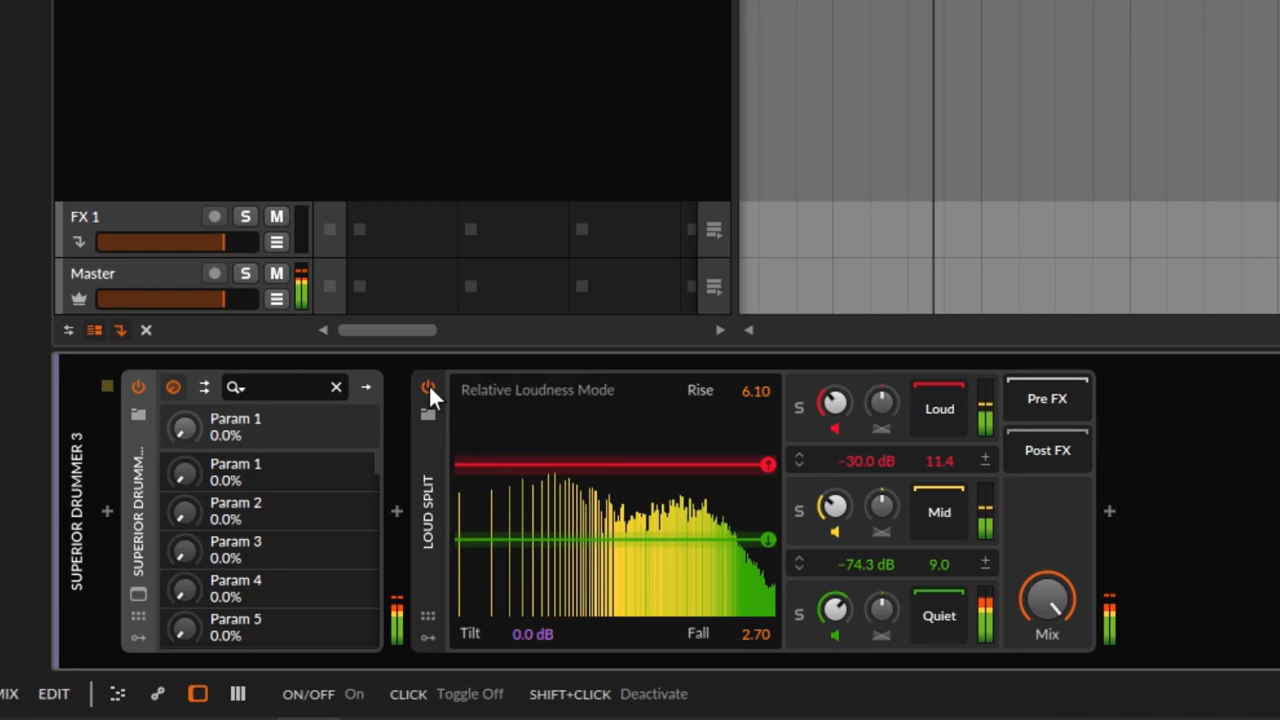 FX 1
S
M
Master
S
M
SUPERIOR DRUMMER 3
SUPERIOR DRUMM...
Param 1
0.0%
Param 1
0.0%
Param 2
0.0%
Param 3
0.0%
Param 4
0.0%
Param 5
0.0%
LOUD SPLIT
Relative Loudness Mode
Rise 6.10
Tilt 0.0 dB
Fall 2.70
S
Loud
-30.0 dB 11.4
S
Mid
-74.3 dB 9.0
S
Quiet
Pre FX
Post FX
Mix
MIX EDIT
ON/OFF On CLICK Toggle Off SHIFT+CLICK Deactivate